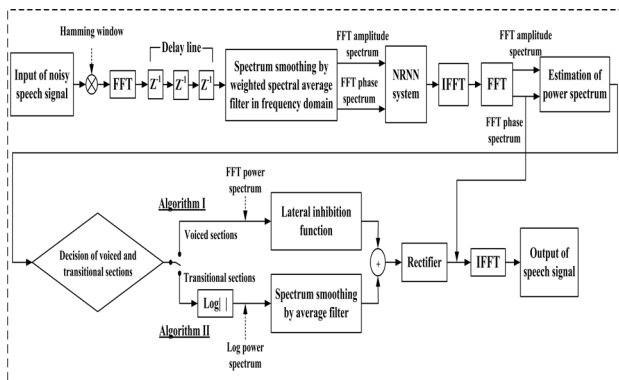 Hamming window
Delay line
FFT amplitude
spectrum
FFT amplitude
spectrum
Input of noisy
speech signal
FFT
Z⁻¹
Z⁻¹
Z⁻¹
Spectrum smoothing by
weighted spectral average
filter in frequency domain
FFT phase
spectrum
NRNN
system
IFFT
FFT
Estimation of
power spectrum
FFT phase
spectrum
FFT power
spectrum
Algorithm I
Voiced sections
Lateral inhibition
function
Decision of voiced and
transitional sections
Transitional sections
Log| |
Algorithm II
Spectrum smoothing
by average filter
Log power
spectrum
+
Rectifier
IFFT
Output of
speech signal